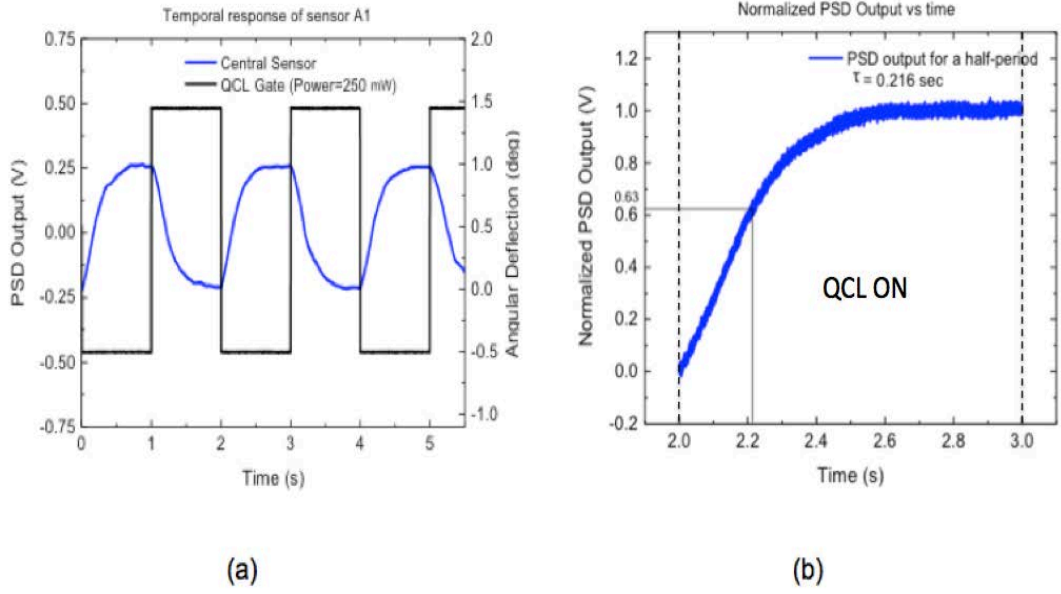 Temporal response of sensor A1
Central Sensor
QCL Gate (Power=250 mW)
PSD Output (V)
0.75
0.50
0.25
0.00
-0.25
-0.50
-0.75
Angular Deflection (deg)
2.0
1.5
1.0
0.5
0.0
-0.5
-1.0
0 1 2 3 4 5
Time (s)
(a)
Normalized PSD Output vs time
PSD output for a half-period
τ = 0.216 sec
Normalized PSD Output (V)
1.2
1.0
0.8
0.63
0.6
0.4
0.2
0.0
-0.2
QCL ON
2.0 2.2 2.4 2.6 2.8 3.0
Time (s)
(b)